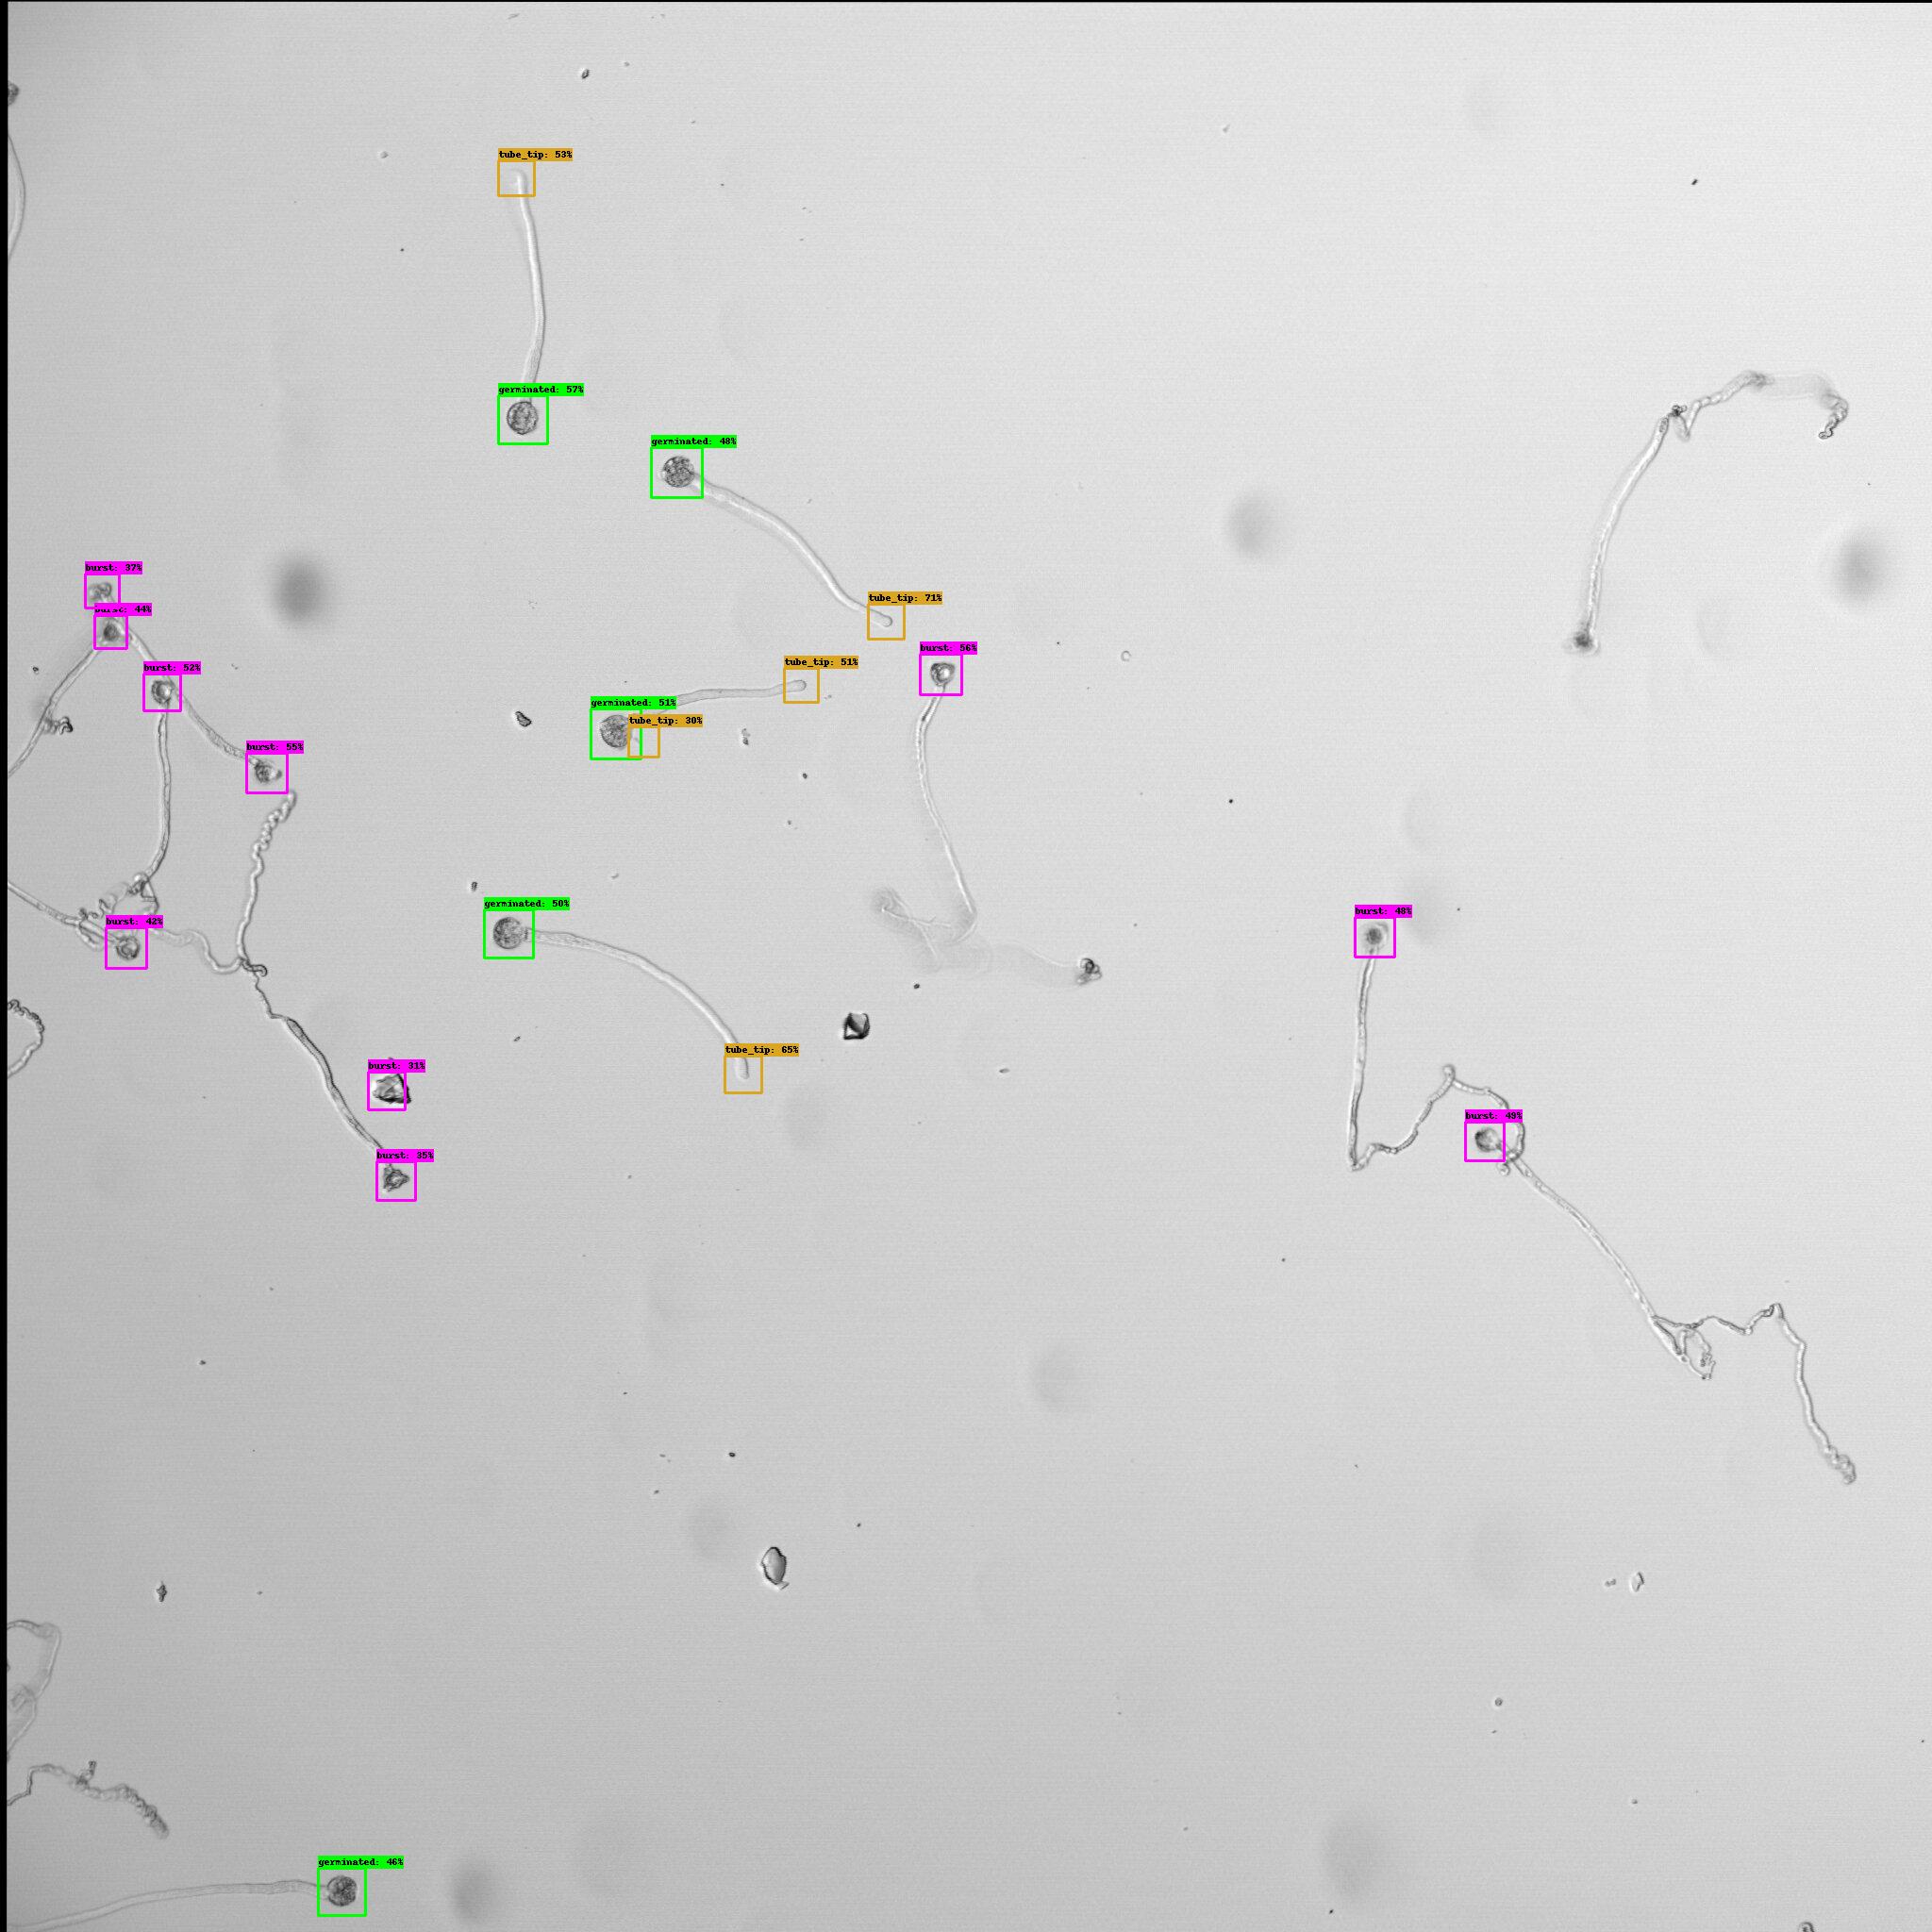 tube_tip: 53%
germinated: 57%
germinated: 48%
burst: 37%
tube_tip: 71%
burst: 44%
burst: 56%
tube_tip: 51%
burst: 52%
germinated: 51%
tube_tip: 30%
burst: 55%
germinated: 50%
burst: 48%
burst: 42%
tube_tip: 65%
burst: 31%
burst: 49%
burst: 35%
germinated: 46%